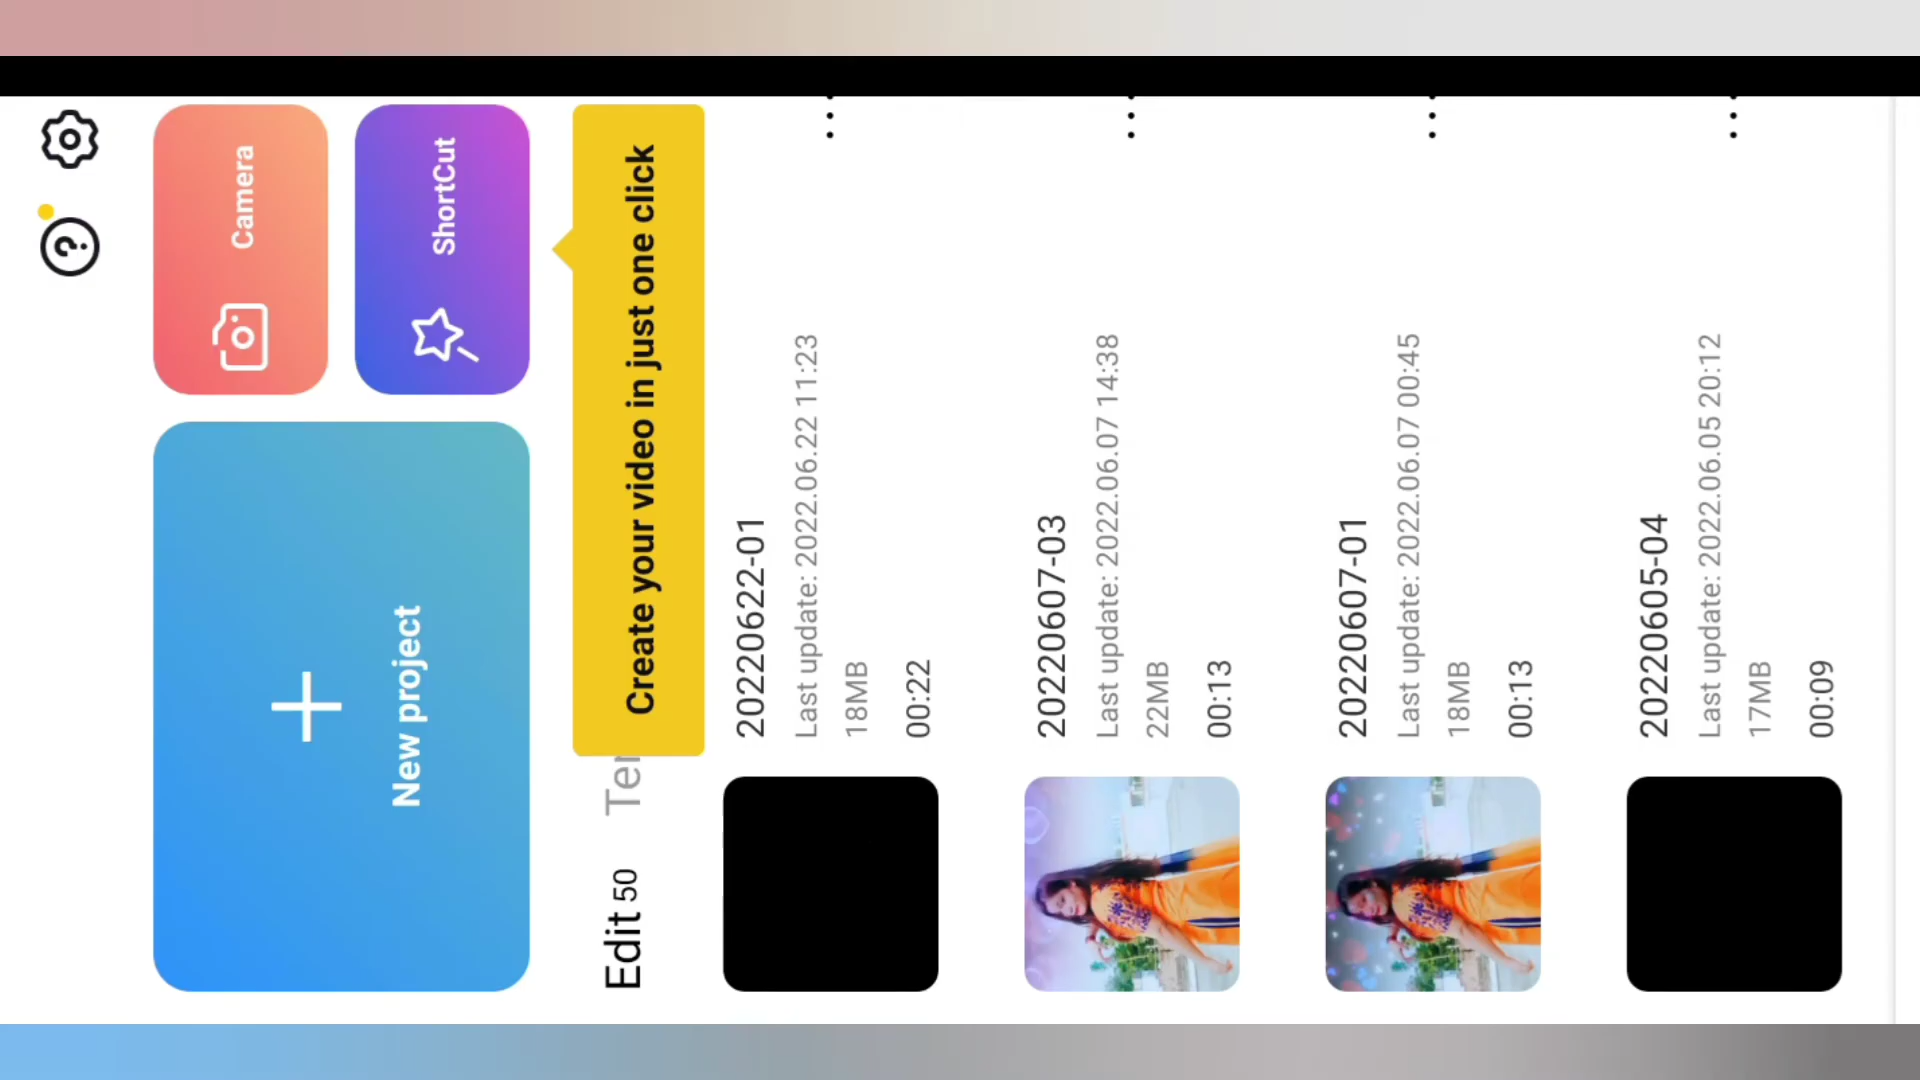 New project
Camera
ShortCut
Create your video in just one click
Edit 50
20220622-01
Last update: 2022.06.22 11:23
18MB
00:22
20220607-03
Last update: 2022.06.07 14:38
22MB
00:13
20220607-01
Last update: 2022.06.07 00:45
18MB
00:13
20220605-04
Last update: 2022.06.05 20:12
17MB
00:09